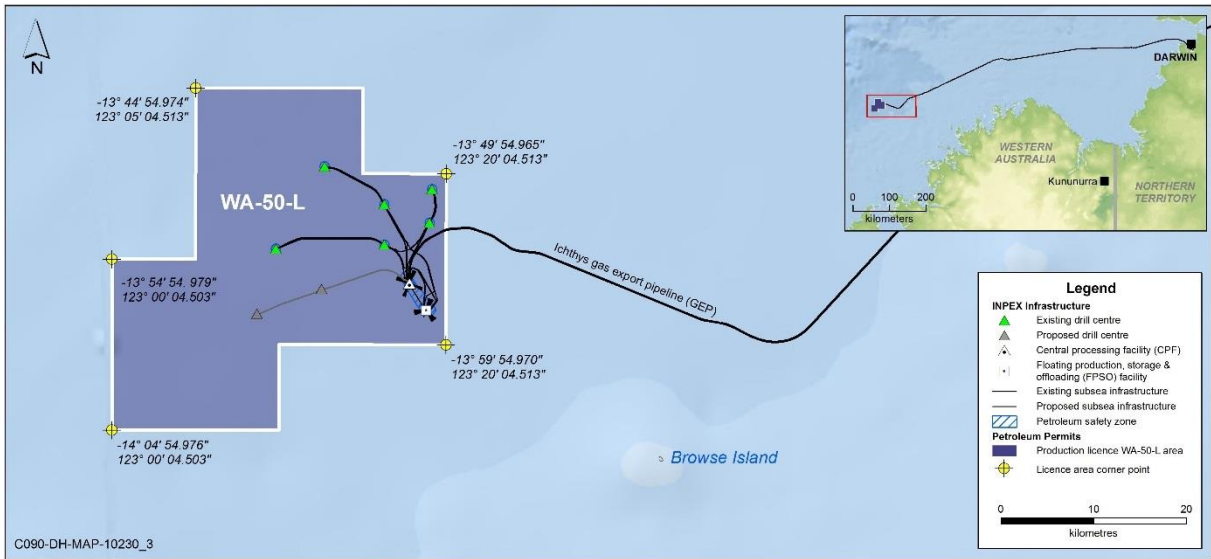 N
-13° 44' 54.974"
123° 05' 04.513"
-13° 49' 54.965"
123° 20' 04.513"
WA-50-L
-13° 54' 54. 979"
123° 00' 04.503"
Ichthys gas export pipeline (GEP)
-13° 59' 54.970"
123° 20' 04.513"
-14° 04' 54.976"
123° 00' 04.503"
Browse Island
C090-DH-MAP-10230_3
DARWIN
WESTERN
AUSTRALIA
Kununurra
NORTHERN
TERRITORY
0 100 200
kilometers
Legend
INPEX Infrastructure
Existing drill centre
Proposed drill centre
Central processing facility (CPF)
Floating production, storage &
offloading (FPSO) facility
Existing subsea infrastructure
Proposed subsea infrastructure
Petroleum safety zone
Petroleum Permits
Production licence WA-50-L area
Licence area corner point
0 10 20
kilometres